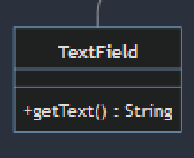 TextField
+getText() : String